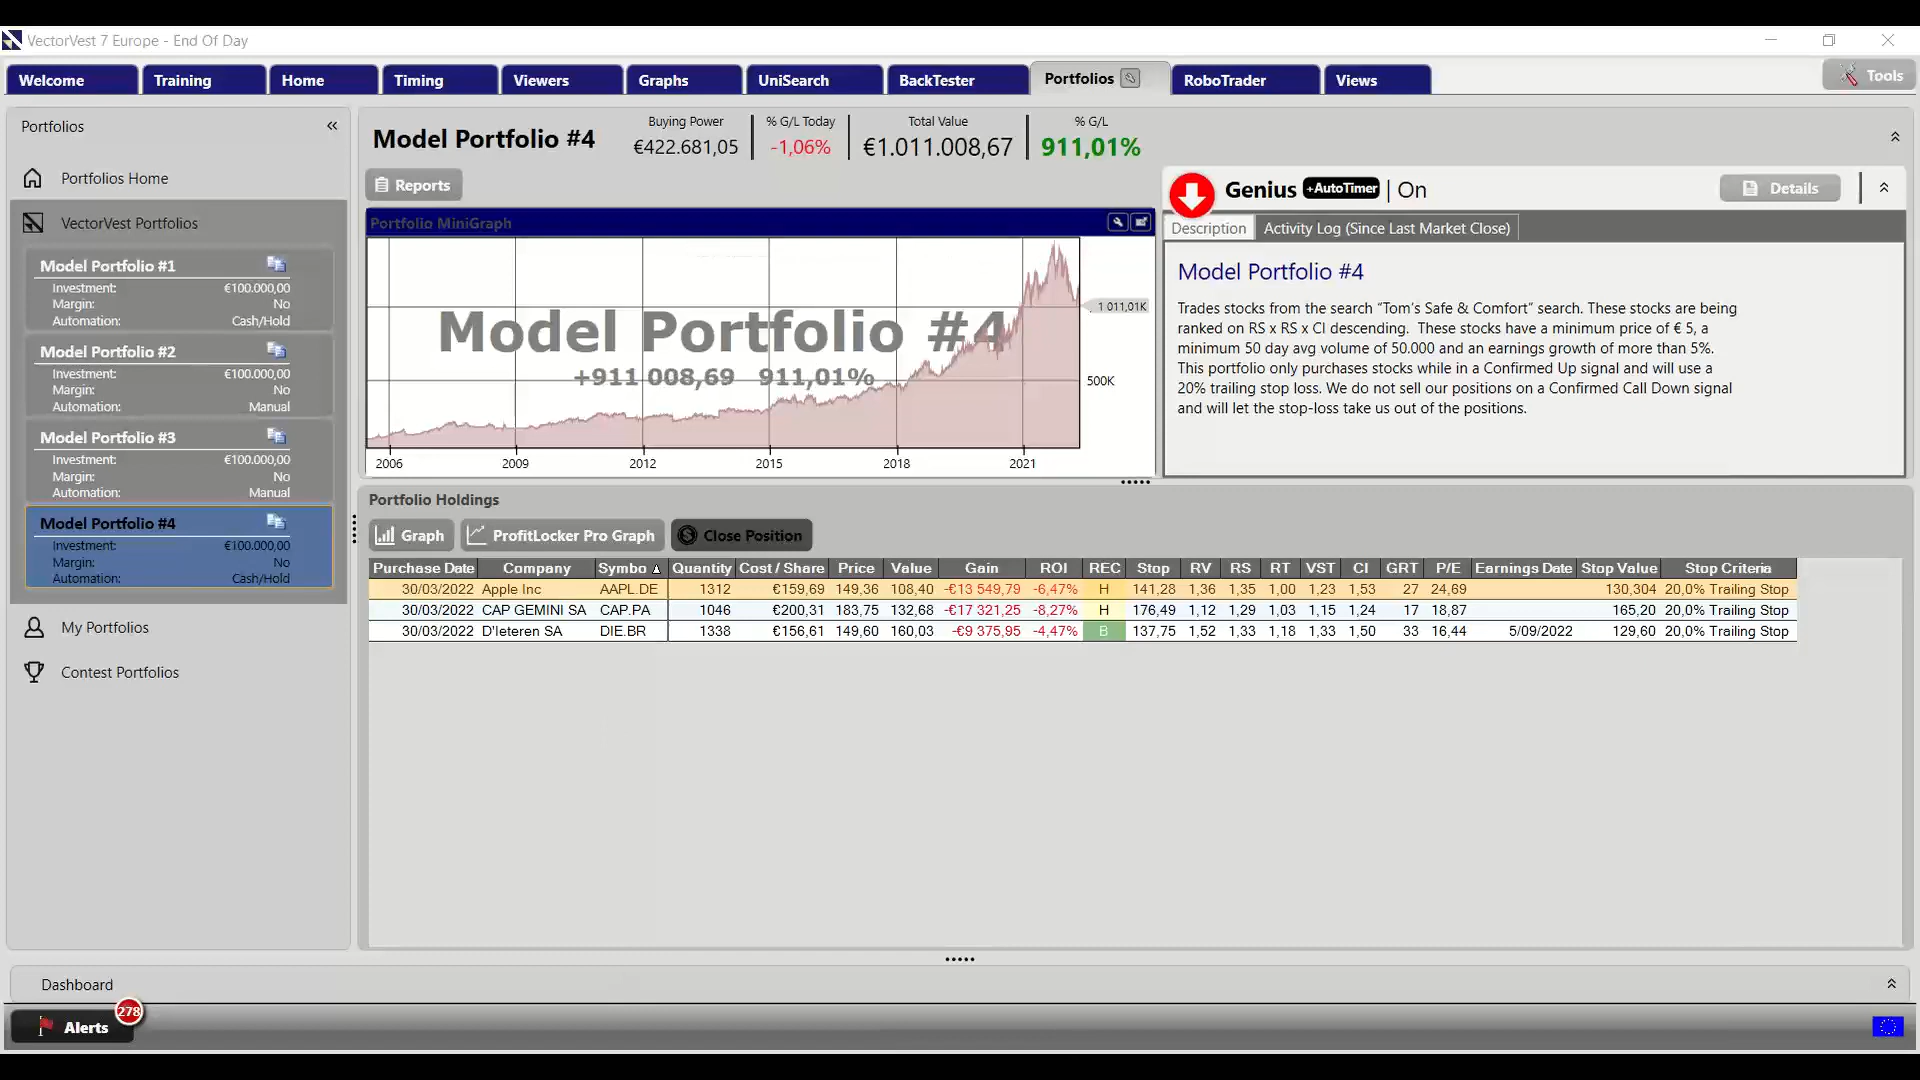 VectorVest 7 Europe - End Of Day
Welcome Training Home Timing Viewers Graphs UniSearch BackTester Portfolios RoboTrader Views Tools
Portfolios
Portfolios Home
VectorVest Portfolios
Model Portfolio #1
Investment: €100.000,00
Margin: No
Automation: Cash/Hold
Model Portfolio #2
Investment: €100.000,00
Margin: No
Automation: Manual
Model Portfolio #3
Investment: €100.000,00
Margin: No
Automation: Manual
Model Portfolio #4
Investment: €100.000,00
Margin: No
Automation: Cash/Hold
My Portfolios
Contest Portfolios
Model Portfolio #4
Buying Power
€422.681,05
% G/L Today
-1,06%
Total Value
€1.011.008,67
% G/L
911,01%
Reports
Portfolio MiniGraph
Model Portfolio #4
+911 008,69 911,01%
1 011,01K
500K
2006 2009 2012 2015 2018 2021
Genius +AutoTimer | On
Details
Description Activity Log (Since Last Market Close)
Model Portfolio #4
Trades stocks from the search “Tom’s Safe & Comfort” search. These stocks are being
ranked on RS x RS x CI descending. These stocks have a minimum price of € 5, a
minimum 50 day avg volume of 50.000 and an earnings growth of more than 5%.
This portfolio only purchases stocks while in a Confirmed Up signal and will use a
20% trailing stop loss. We do not sell our positions on a Confirmed Call Down signal
and will let the stop-loss take us out of the positions.
Portfolio Holdings
Graph ProfitLocker Pro Graph Close Position
Purchase Date Company Symbo Quantity Cost / Share Price Value Gain ROI REC Stop RV RS RT VST CI GRT P/E Earnings Date Stop Value Stop Criteria
30/03/2022 Apple Inc AAPL.DE 1312 €159,69 149,36 108,40 -€13 549,79 -6,47% H 141,28 1,36 1,35 1,00 1,23 1,53 27 24,69 130,304 20,0% Trailing Stop
30/03/2022 CAP GEMINI SA CAP.PA 1046 €200,31 183,75 132,68 -€17 321,25 -8,27% H 176,49 1,12 1,29 1,03 1,15 1,24 17 18,87 165,20 20,0% Trailing Stop
30/03/2022 D'Ieteren SA DIE.BR 1338 €156,61 149,60 160,03 -€9 375,95 -4,47% B 137,75 1,52 1,33 1,18 1,33 1,50 33 16,44 5/09/2022 129,60 20,0% Trailing Stop
Dashboard
Alerts
278